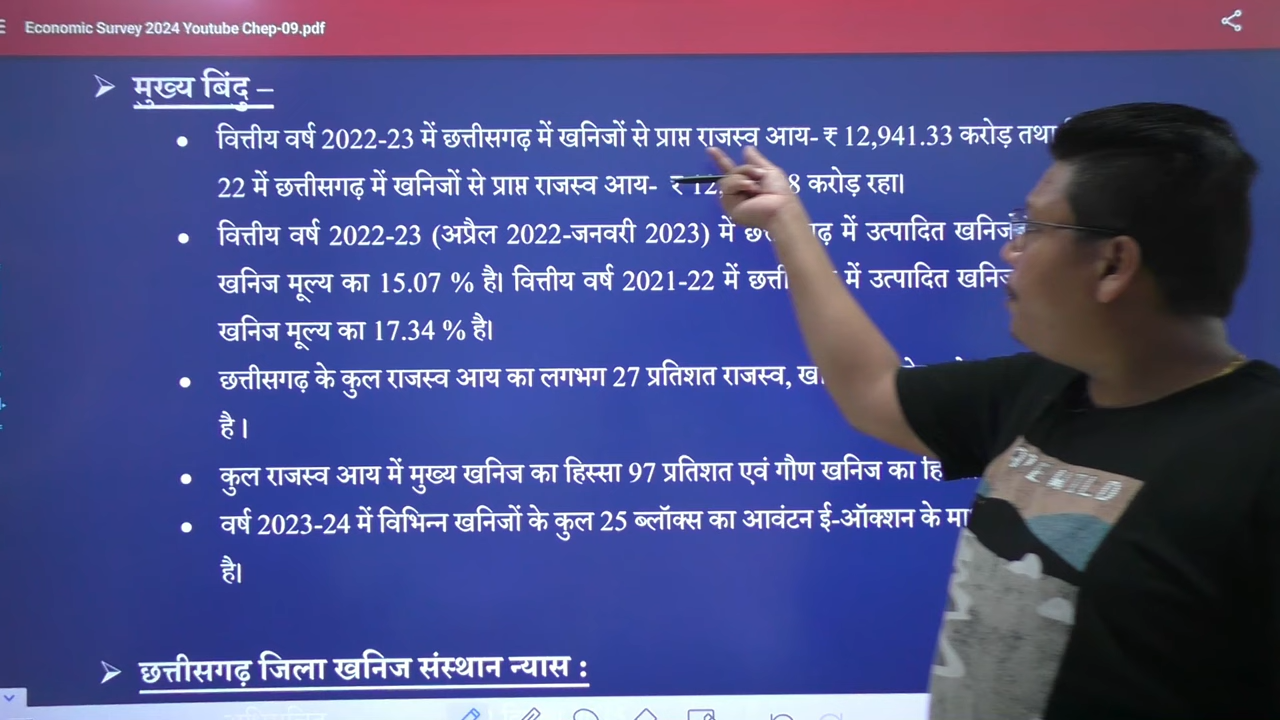 Economic Survey 2024 Youtube Chep-09.pdf
मुख्य बिंदु –
वित्तीय वर्ष 2022-23 में छत्तीसगढ़ में खनिजों से प्राप्त राजस्व आय- ₹ 12,941.33 करोड़ तथा
22 में छत्तीसगढ़ में खनिजों से प्राप्त राजस्व आय- ₹ करोड़ रहा।
वित्तीय वर्ष 2022-23 (अप्रैल 2022-जनवरी 2023) में में उत्पादित
खनिज मूल्य का 15.07 % है। वित्तीय वर्ष 2021-22 में में उत्पादित
खनिज मूल्य का 17.34 % है।
छत्तीसगढ़ के कुल राजस्व आय का लगभग 27 प्रतिशत राजस्व,
है ।
कुल राजस्व आय में मुख्य खनिज का हिस्सा 97 प्रतिशत एवं गौण खनिज का
वर्ष 2023-24 में विभिन्न खनिजों के कुल 25 ब्लॉक्स का आवंटन ई-ऑक्शन के
है।
छत्तीसगढ़ जिला खनिज संस्थान न्यास :